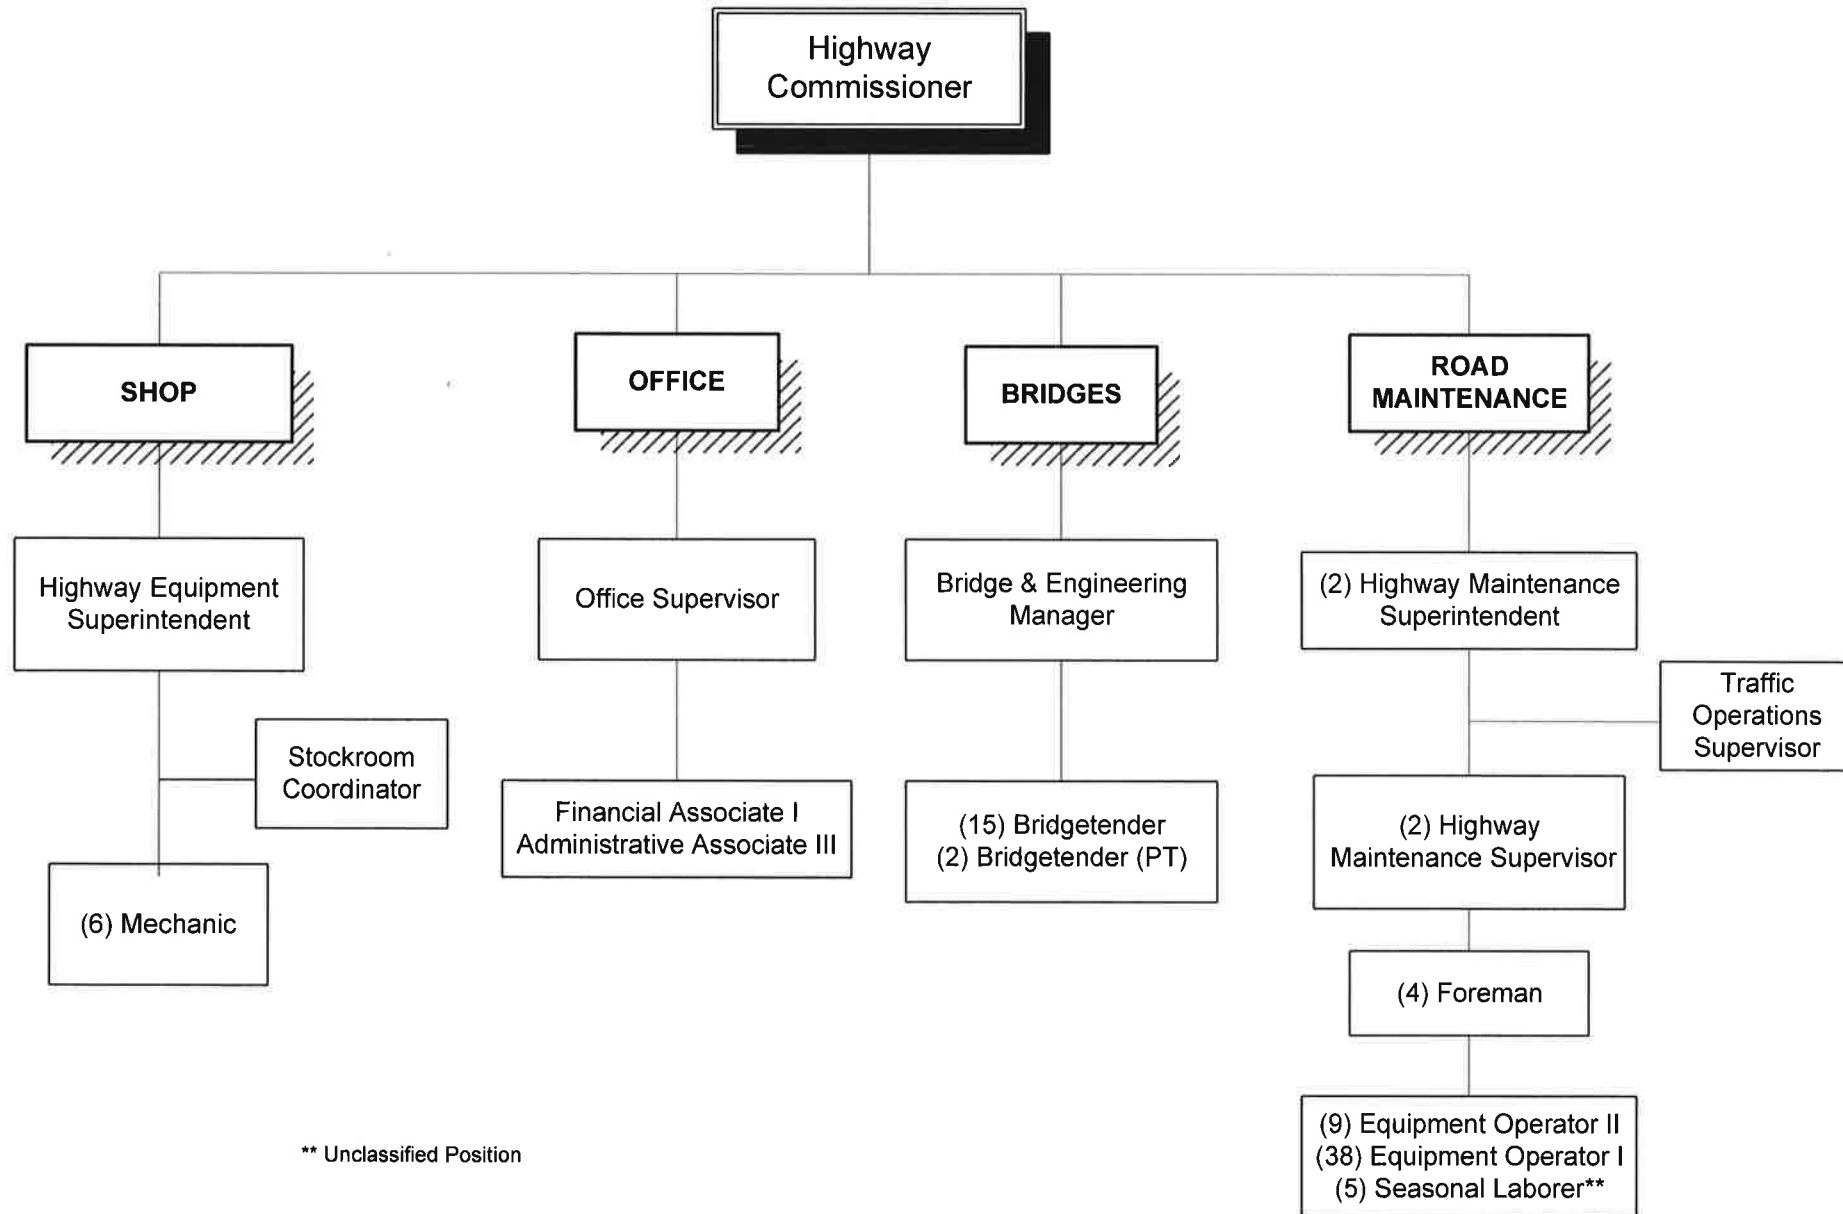 Highway
Commissioner
SHOP
OFFICE
BRIDGES
ROAD
MAINTENANCE
Highway Equipment
Superintendent
Office Supervisor
Bridge & Engineering
Manager
(2) Highway Maintenance
Superintendent
Traffic
Operations
Supervisor
Stockroom
Coordinator
Financial Associate I
Administrative Associate III
(15) Bridgetender
(2) Bridgetender (PT)
(2) Highway
Maintenance Supervisor
(6) Mechanic
(4) Foreman
(9) Equipment Operator II
(38) Equipment Operator I
(5) Seasonal Laborer**
** Unclassified Position